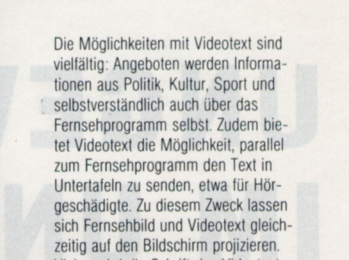 Die Möglichkeiten mit Videotext sind
vielfältig: Angeboten werden Informa-
tionen aus Politik, Kultur, Sport und
selbstverständlich auch über das
Fernsehprogramm selbst. Zudem bie-
tet Videotext die Möglichkeit, parallel
zum Fernsehprogramm den Text in
Untertafeln zu senden, etwa für Hör-
geschädigte. Zu diesem Zweck lassen
sich Fernsehbild und Videotext gleich-
zeitig auf den Bildschirm projizieren.